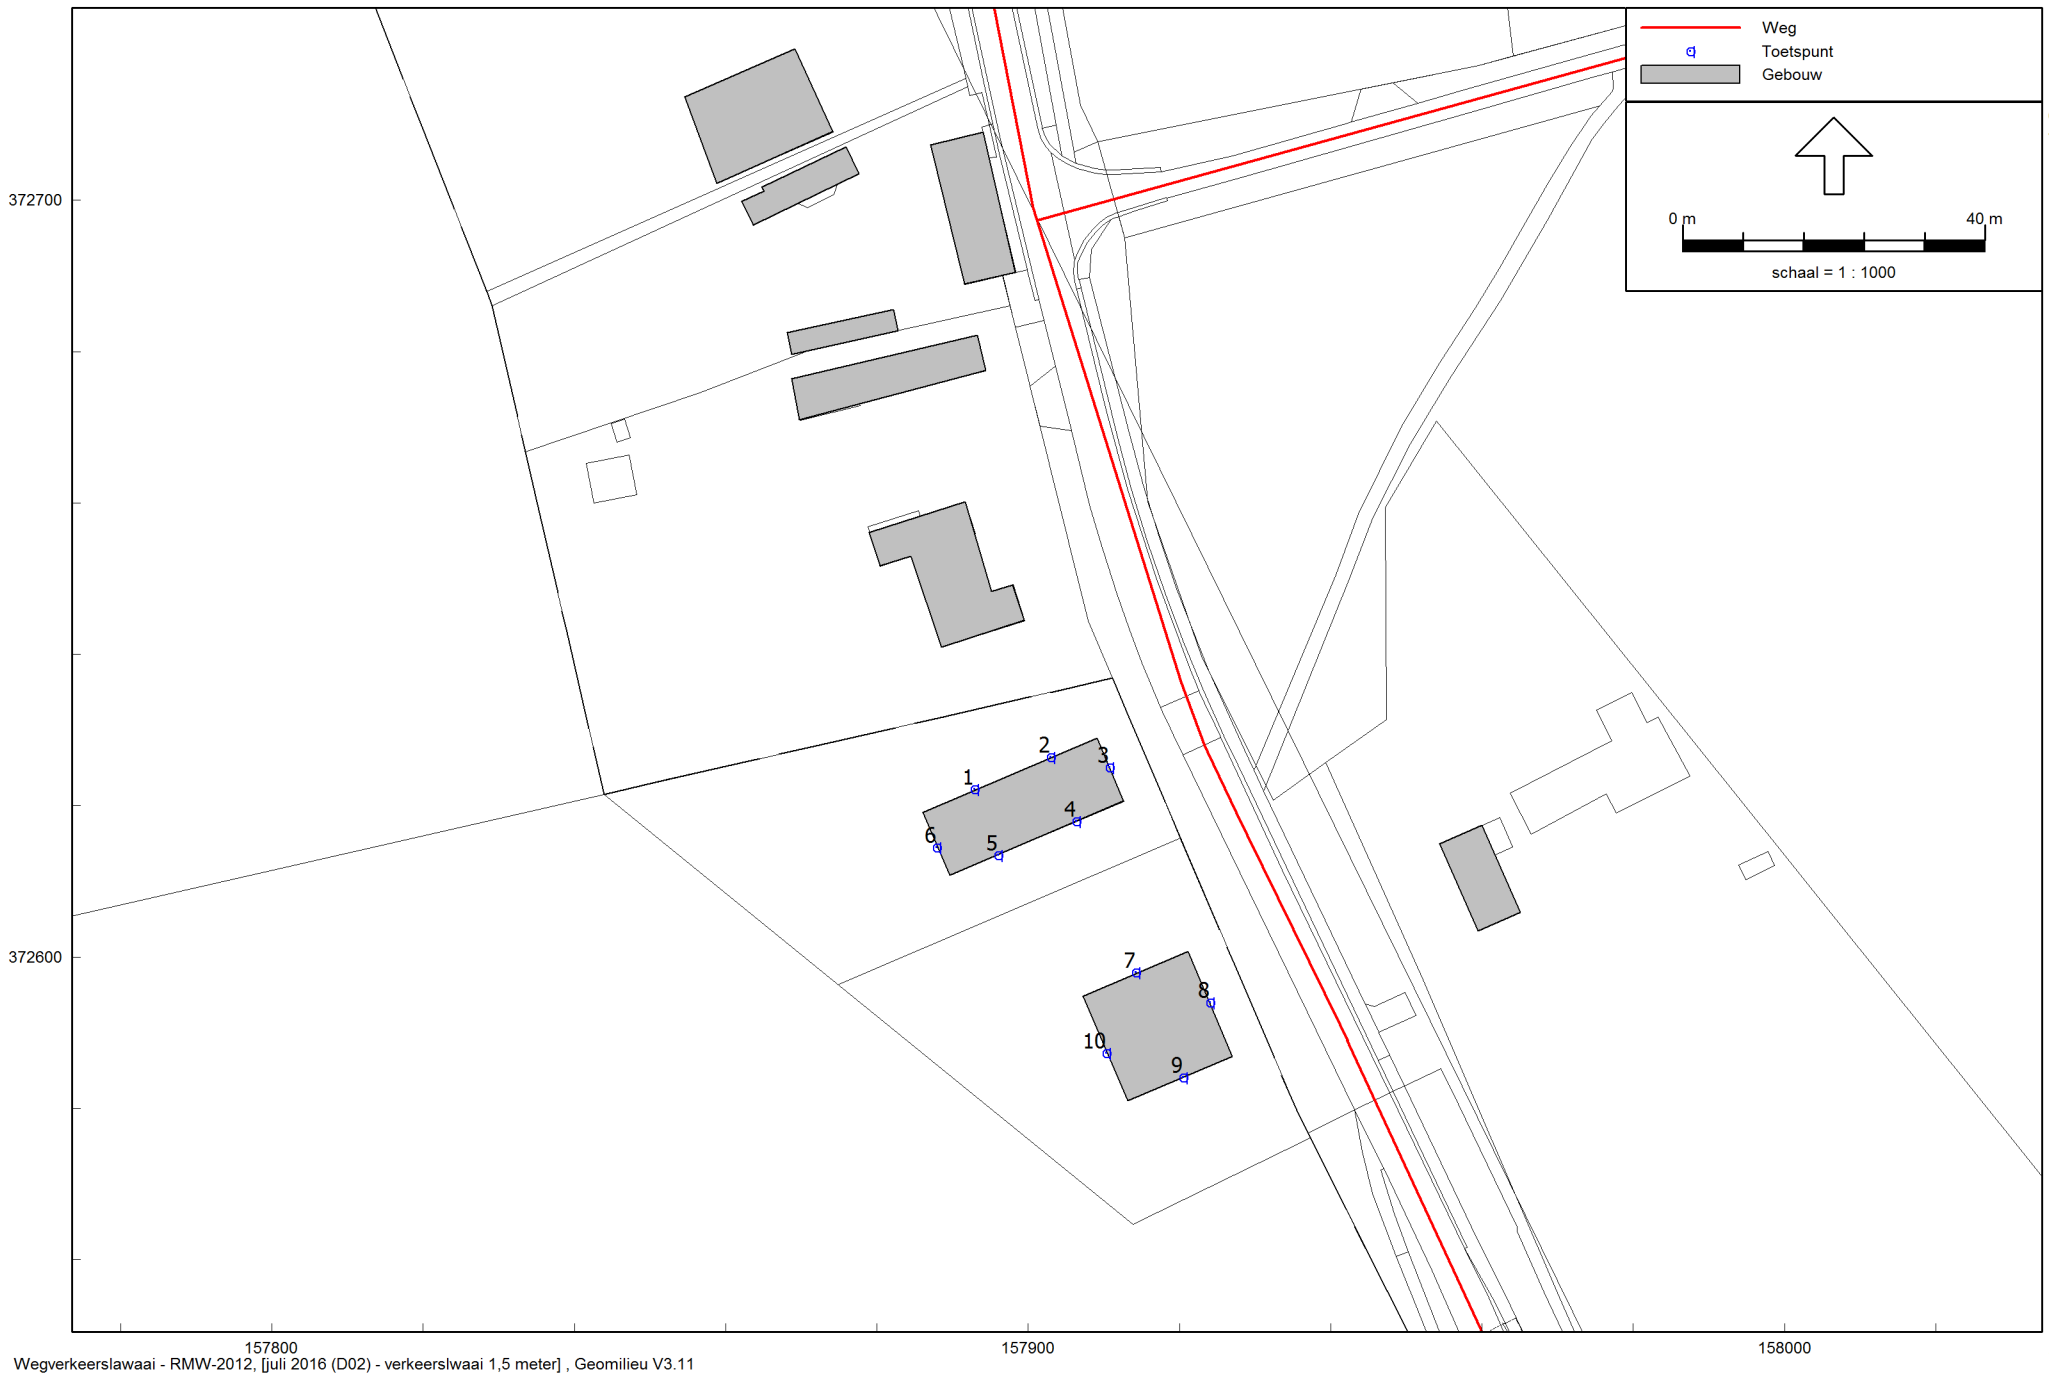 Weg
Toetspunt
Gebouw
0 m 40 m
schaal = 1 : 1000
372700
372600
1
2
3
4
5
6
7
8
9
10
157800 157900 158000
Wegverkeerslawaai - RMW-2012, [juli 2016 (D02) - verkeerslwaai 1,5 meter] , Geomilieu V3.11